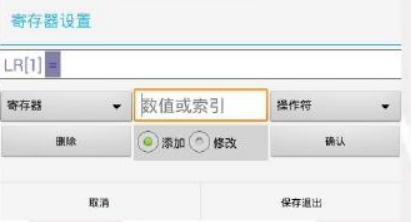 寄存器设置
LR[1] =
寄存器 数值或索引 操作符
删除 添加 修改 确认
取消 保存退出